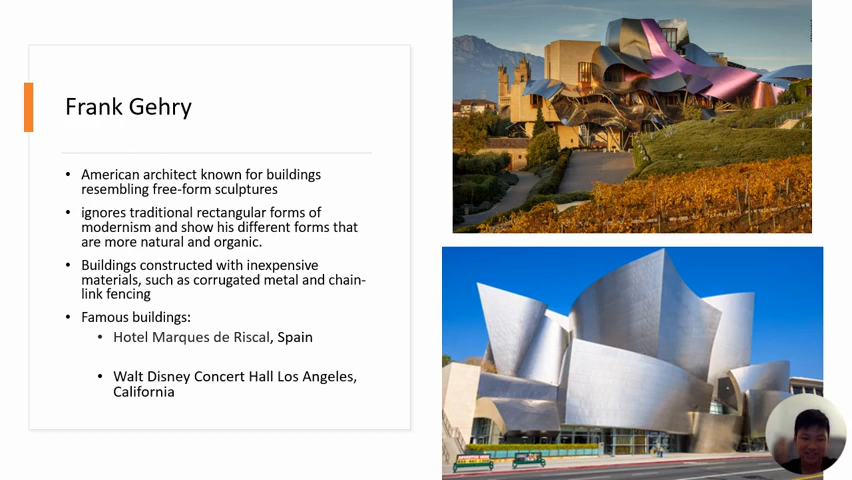 Frank Gehry
• American architect known for buildings
resembling free-form sculptures
• ignores traditional rectangular forms of
modernism and show his different forms that
are more natural and organic.
• Buildings constructed with inexpensive
materials, such as corrugated metal and chain-
link fencing
• Famous buildings:
• Hotel Marques de Riscal, Spain
• Walt Disney Concert Hall Los Angeles,
California